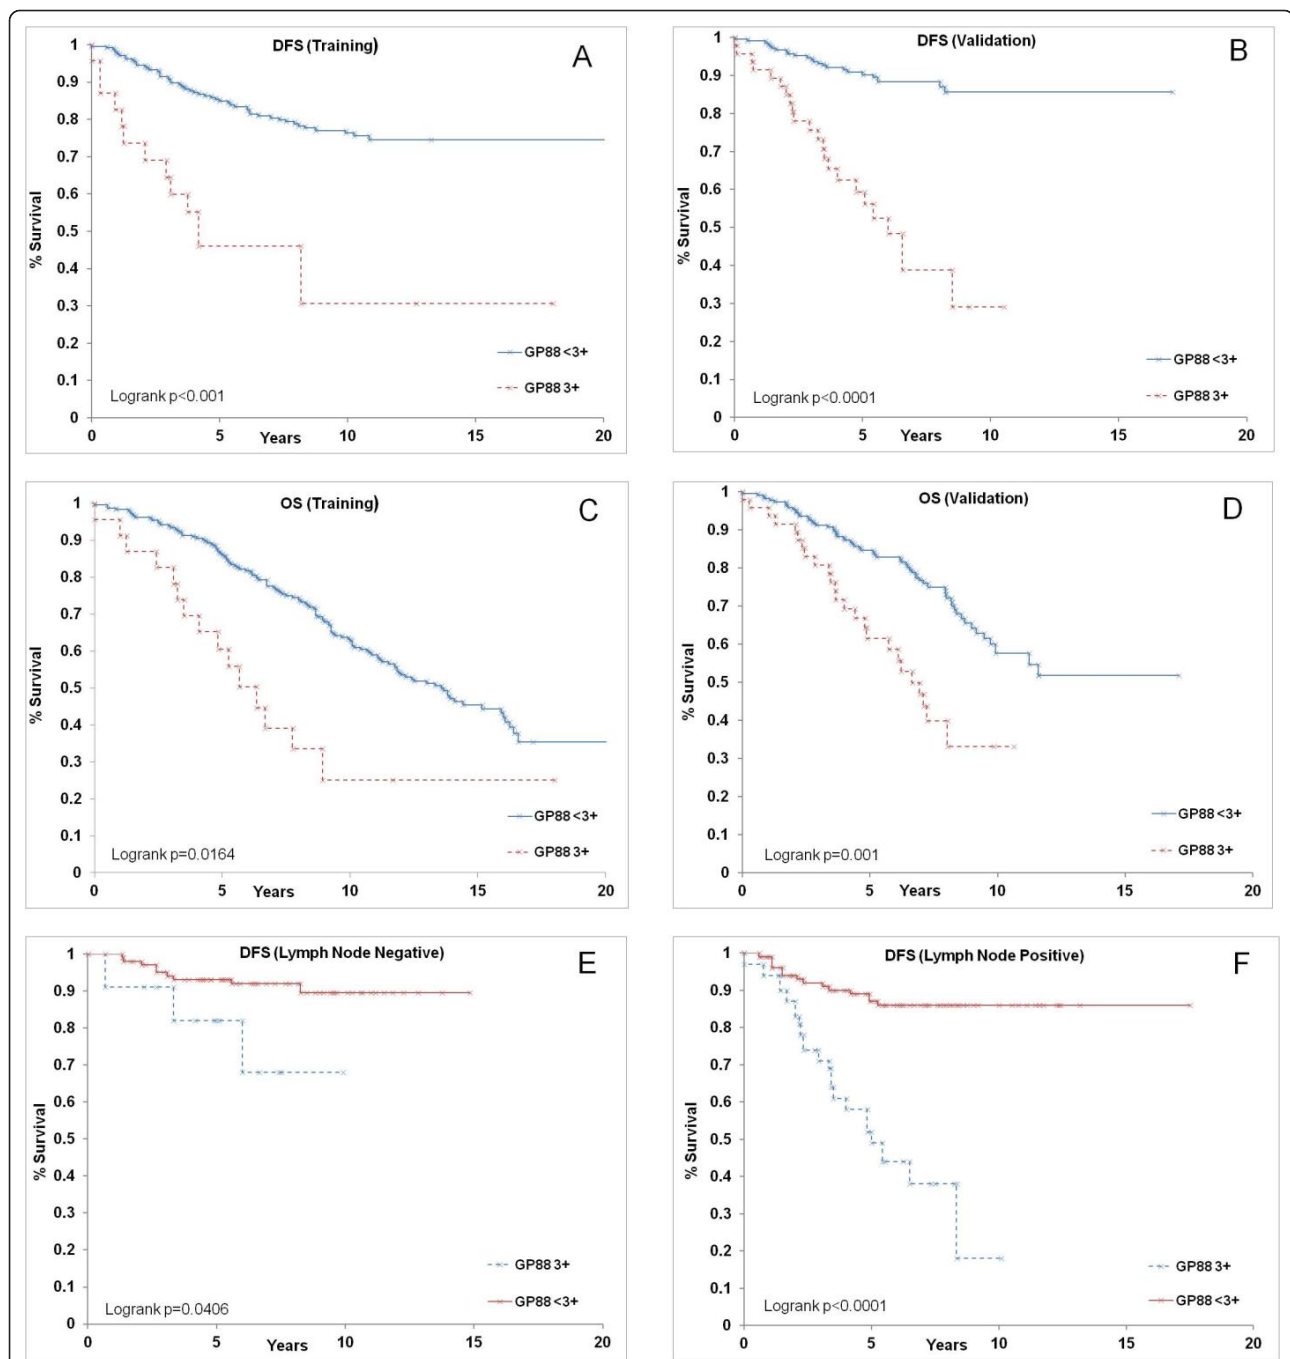 DFS (Training)
A
1
0.9
0.8
0.7
0.6
0.5
0.4
0.3
0.2
0.1
0
% Survival
GP88 <3+
GP88 3+
Logrank p<0.001
0 5 10 15 20
Years
DFS (Validation)
B
1
0.9
0.8
0.7
0.6
0.5
0.4
0.3
0.2
0.1
0
% Survival
GP88 <3+
GP88 3+
Logrank p<0.0001
0 5 10 15 20
Years
OS (Training)
C
1
0.9
0.8
0.7
0.6
0.5
0.4
0.3
0.2
0.1
0
% Survival
GP88 <3+
GP88 3+
Logrank p=0.0164
0 5 10 15 20
Years
OS (Validation)
D
1
0.9
0.8
0.7
0.6
0.5
0.4
0.3
0.2
0.1
0
% Survival
GP88 <3+
GP88 3+
Logrank p=0.001
0 5 10 15 20
Years
DFS (Lymph Node Negative)
E
1
0.9
0.8
0.7
0.6
0.5
0.4
0.3
0.2
0.1
0
% Survival
GP88 3+
GP88 <3+
Logrank p=0.0406
0 5 10 15 20
Years
DFS (Lymph Node Positive)
F
1
0.9
0.8
0.7
0.6
0.5
0.4
0.3
0.2
0.1
0
% Survival
GP88 3+
GP88 <3+
Logrank p<0.0001
0 5 10 15 20
Years